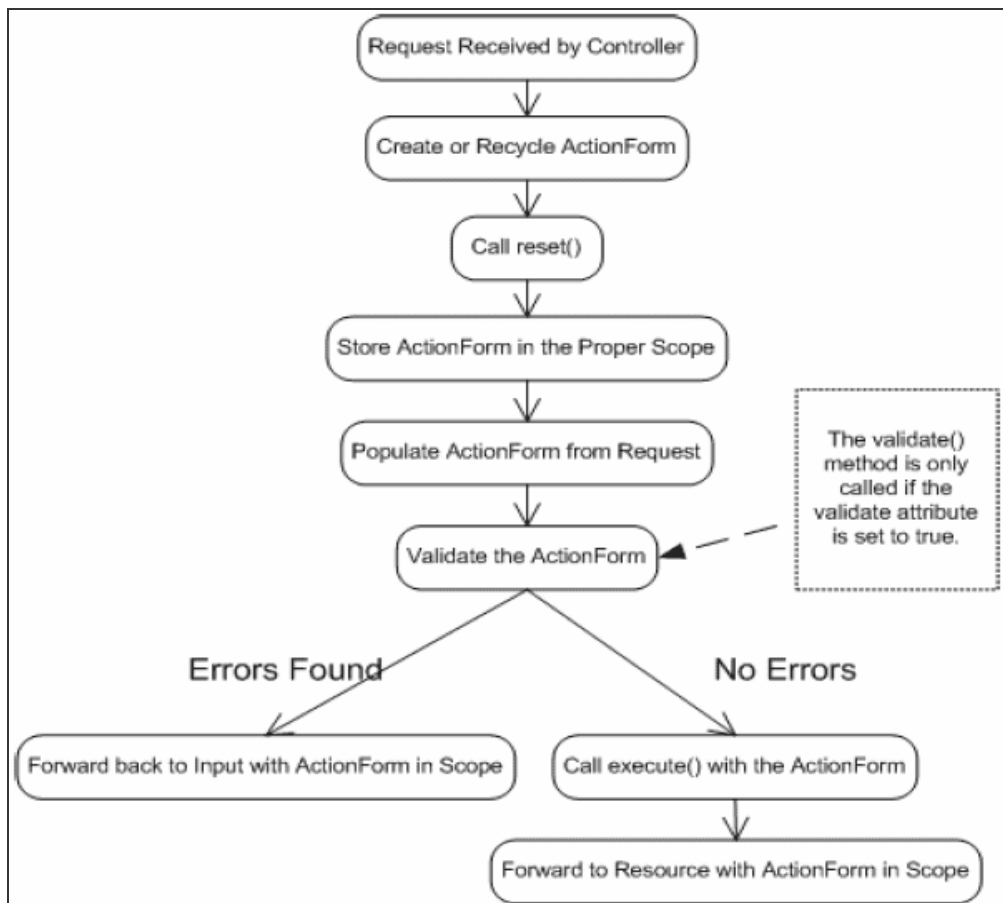 Request Received by Controller
Create or Recycle ActionForm
Call reset()
Store ActionForm in the Proper Scope
Populate ActionForm from Request
The validate()
method is only
called if the
validate attribute
is set to true.
Validate the ActionForm
Errors Found
No Errors
Forward back to Input with ActionForm in Scope
Call execute() with the ActionForm
Forward to Resource with ActionForm in Scope